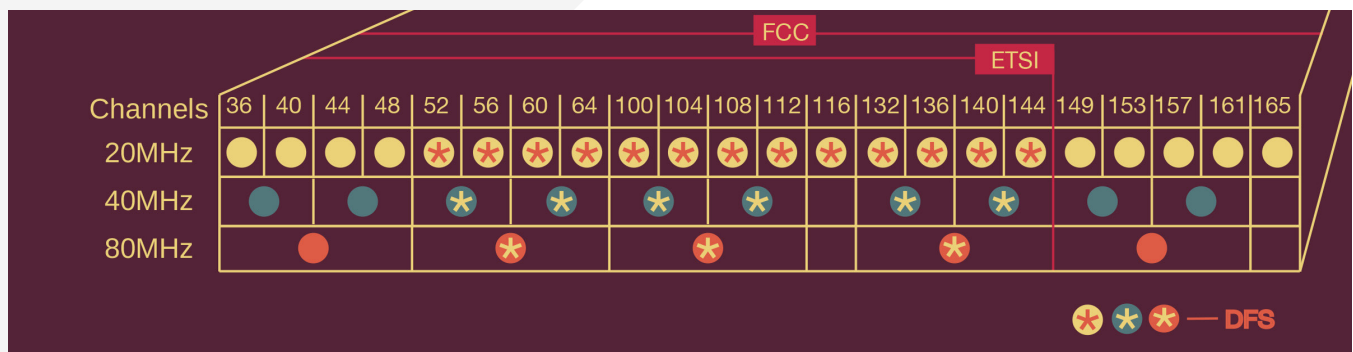 FCC
ETSI
Channels 36 40 44 48 52 56 60 64 100 104 108 112 116 132 136 140 144 149 153 157 161 165
20MHz
40MHz
80MHz
DFS